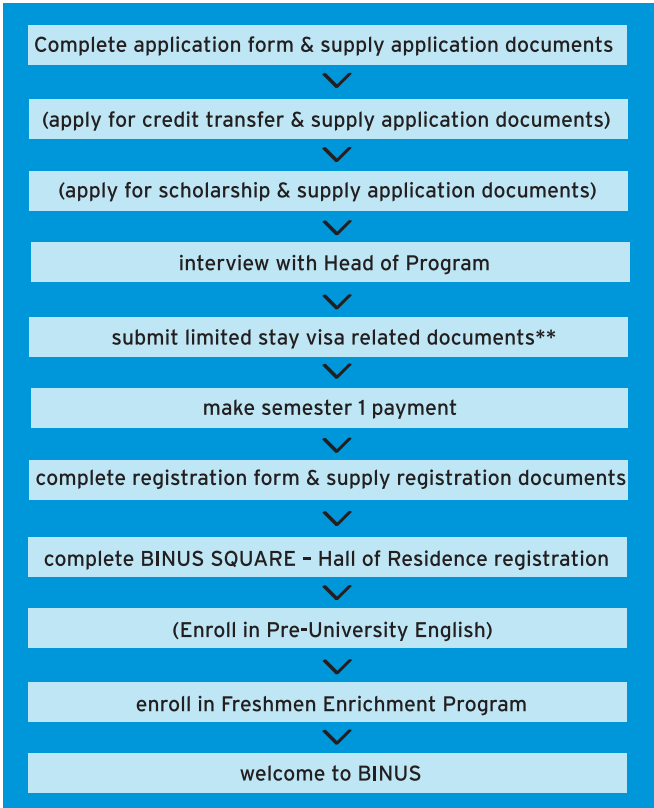 Complete application form & supply application documents
(apply for credit transfer & supply application documents)
(apply for scholarship & supply application documents)
interview with Head of Program
submit limited stay visa related documents**
make semester 1 payment
complete registration form & supply registration documents
complete BINUS SQUARE – Hall of Residence registration
(Enroll in Pre-University English)
enroll in Freshmen Enrichment Program
welcome to BINUS